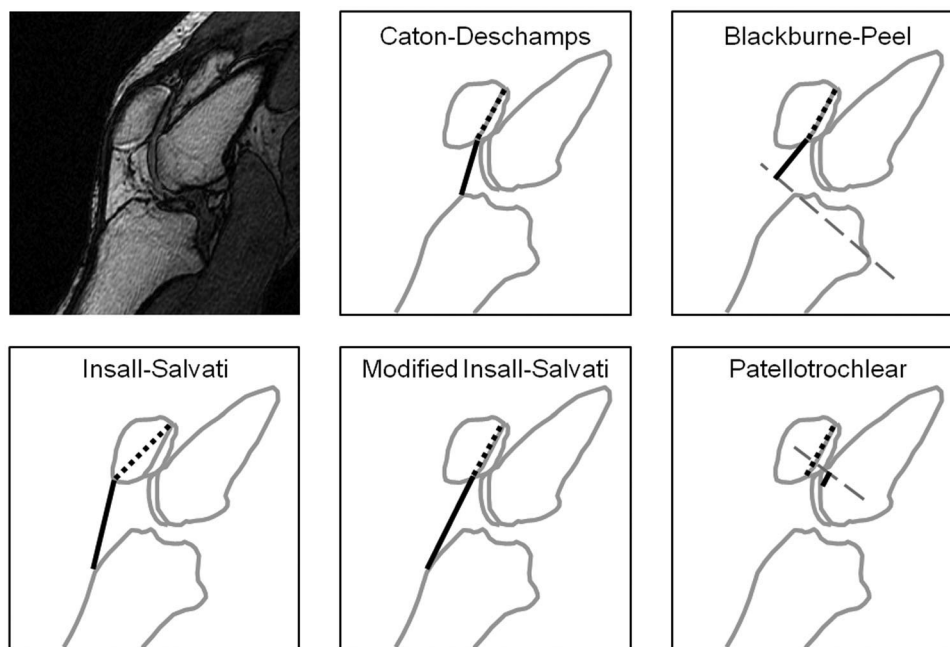 Caton-Deschamps
Blackburne-Peel
Insall-Salvati
Modified Insall-Salvati
Patellotrochlear